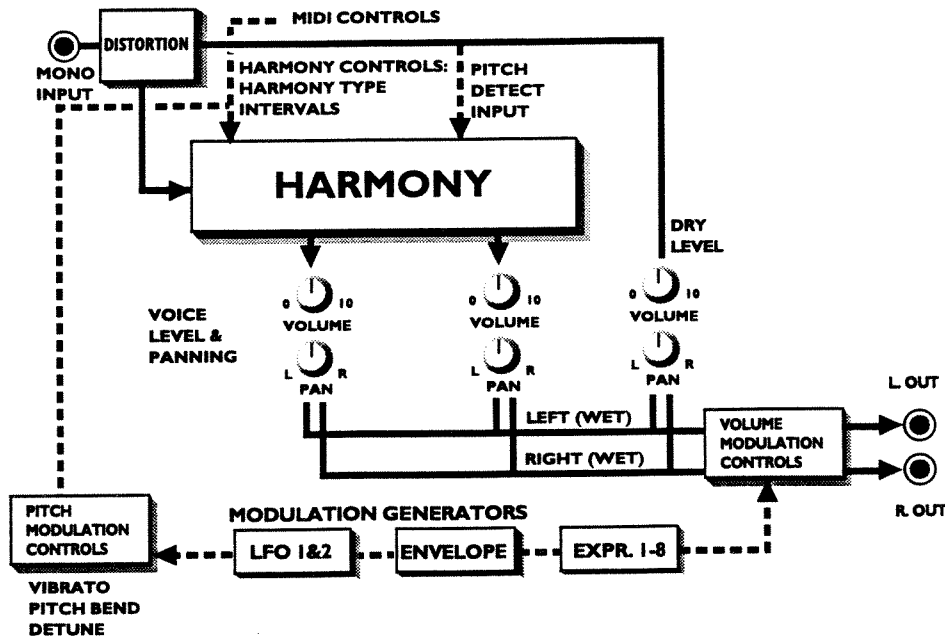 MIDI CONTROLS
DISTORTION
MONO
INPUT
HARMONY CONTROLS:
HARMONY TYPE
INTERVALS
PITCH
DETECT
INPUT
HARMONY
DRY
LEVEL
0 10
VOLUME
0 10
VOLUME
0 10
VOLUME
VOICE
LEVEL &
PANNING
L R
PAN
L R
PAN
L R
PAN
L. OUT
LEFT (WET)
RIGHT (WET)
VOLUME
MODULATION
CONTROLS
R. OUT
PITCH
MODULATION
CONTROLS
MODULATION GENERATORS
LFO 1&2
ENVELOPE
EXPR. 1-8
VIBRATO
PITCH BEND
DETUNE